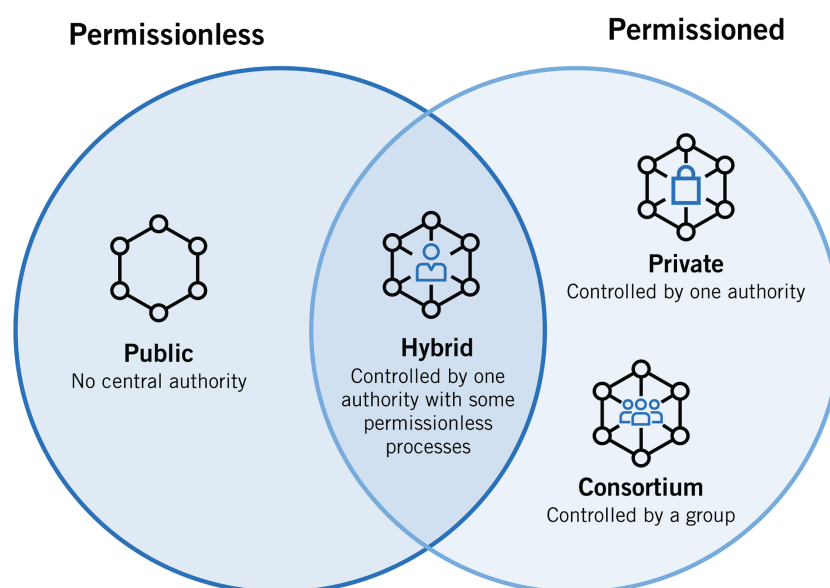 Permissionless
Permissioned
Public
No central authority
Hybrid
Controlled by one
authority with some
permissionless
processes
Private
Controlled by one authority
Consortium
Controlled by a group